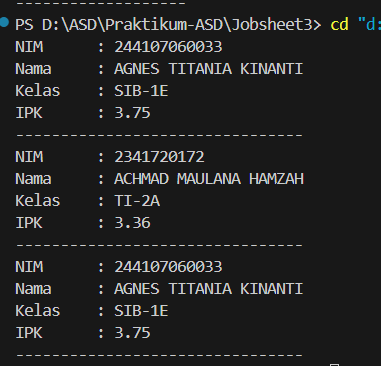 -------------------
PS D:\ASD\Praktikum-ASD\Jobsheet3> cd "d:
NIM      : 244107060033
Nama     : AGNES TITANIA KINANTI
Kelas    : SIB-1E
IPK      : 3.75
--------------------------------
NIM      : 2341720172
Nama     : ACHMAD MAULANA HAMZAH
Kelas    : TI-2A
IPK      : 3.36
--------------------------------
NIM      : 244107060033
Nama     : AGNES TITANIA KINANTI
Kelas    : SIB-1E
IPK      : 3.75
--------------------------------